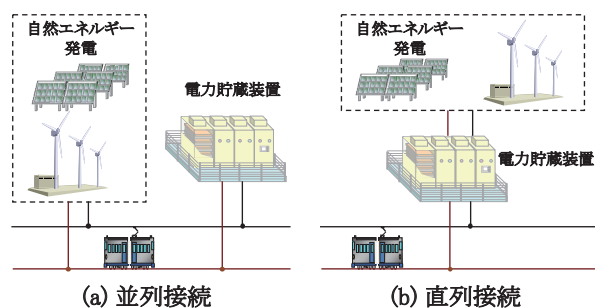 自然エネルギー
発電
電力貯蔵装置
(a) 並列接続
自然エネルギー
発電
電力貯蔵装置
(b) 直列接続